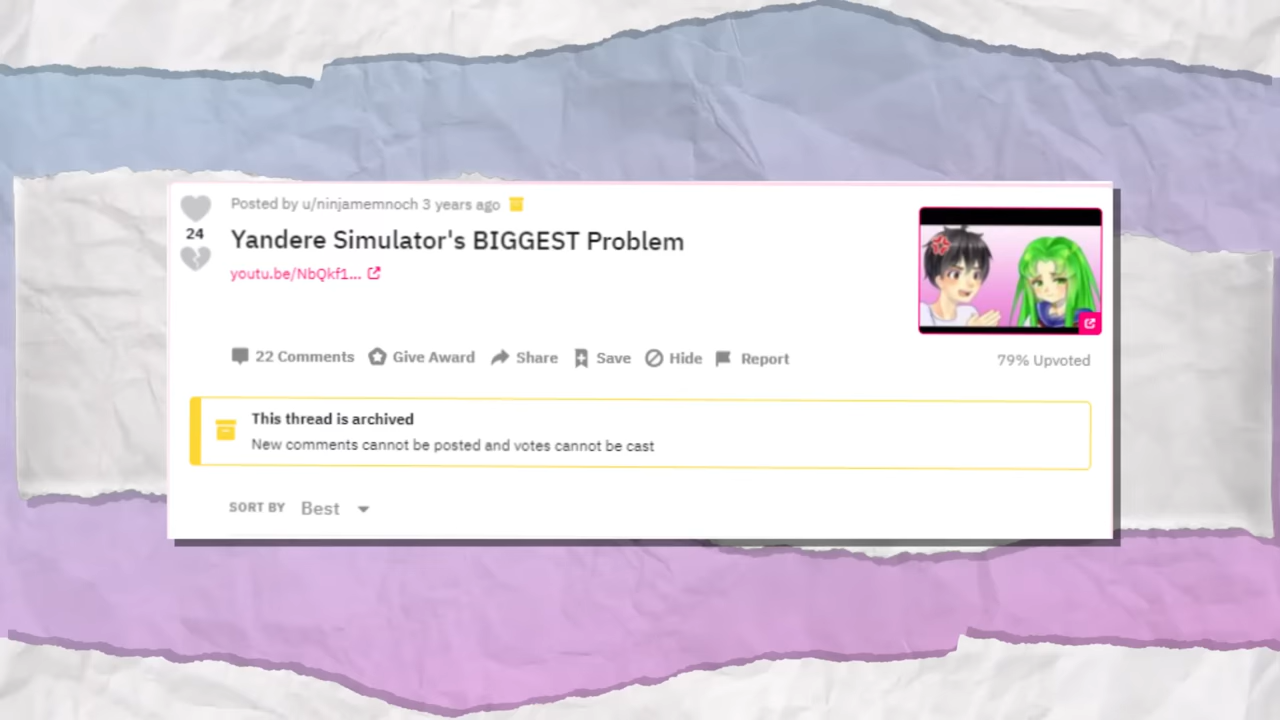 Posted by u/ninjamemnoch 3 years ago
24
Yandere Simulator's BIGGEST Problem
youtu.be/NbQkf1...
22 Comments Give Award Share Save Hide Report 79% Upvoted
This thread is archived
New comments cannot be posted and votes cannot be cast
SORT BY Best